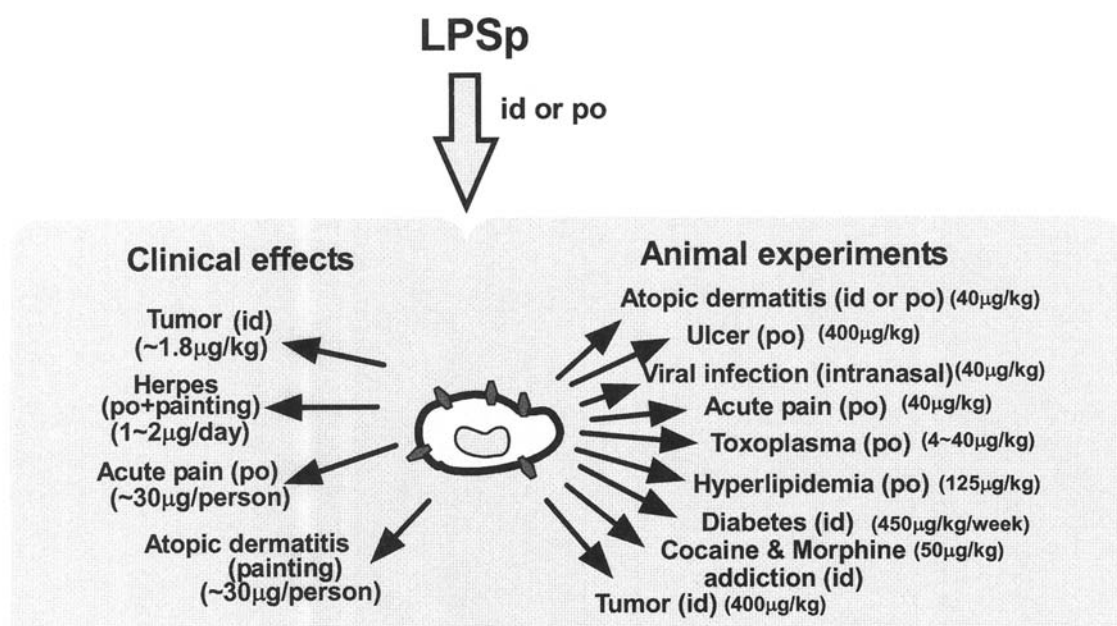 LPSp
id or po
Clinical effects
Tumor (id)
(~1.8μg/kg)
Herpes
(po+painting)
(1~2μg/day)
Acute pain (po)
(~30μg/person)
Atopic dermatitis
(painting)
(~30μg/person)
Animal experiments
Atopic dermatitis (id or po) (40μg/kg)
Ulcer (po) (400μg/kg)
Viral infection (intranasal) (40μg/kg)
Acute pain (po) (40μg/kg)
Toxoplasma (po) (4~40μg/kg)
Hyperlipidemia (po) (125μg/kg)
Diabetes (id) (450μg/kg/week)
Cocaine & Morphine (50μg/kg)
addiction (id)
Tumor (id) (400μg/kg)